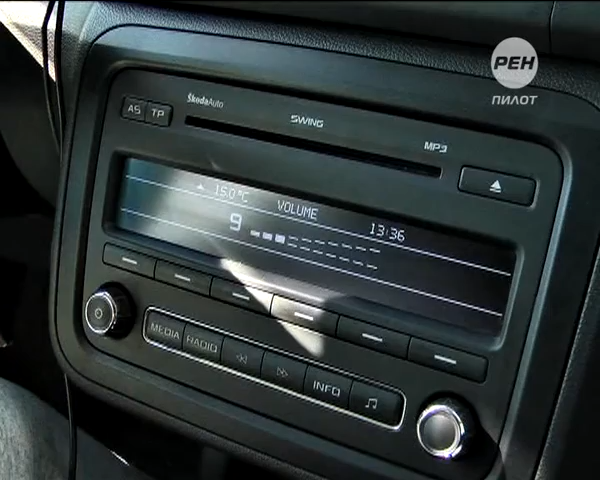 РЕН
ПИЛОТ
AS TP
ŠkodaAuto
SWING
MP3
15.0°C VOLUME 13:36
9
MEDIA RADIO INFO